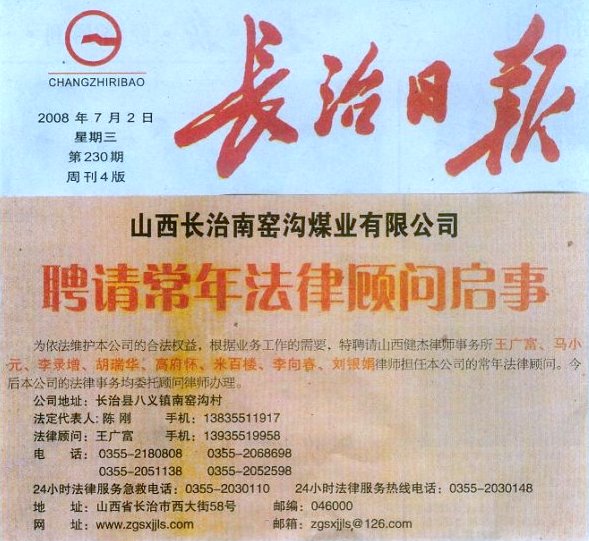 長治日報
CHANGZHIRIBAO
2008年7月2日
星期三
第230期
周刊4版
山西长治南窑沟煤业有限公司
聘请常年法律顾问启事
为依法维护本公司的合法权益，根据业务工作的需要，特聘请山西健杰律师事务所王广富、马小
元、李录增、胡瑞华、高府怀、米百楼、李向春、刘银娟律师担任本公司的常年法律顾问。今
后本公司的法律事务均委托顾问律师办理。
公司地址：长治县八义镇南窑沟村
法定代表人：陈刚 手机：13835511917
法律顾问：王广富 手机：13935519958
电 话：0355-2180808 0355-2068698
0355-2051138 0355-2052598
24小时法律服务急救电话：0355-2030110 24小时法律服务热线电话：0355-2030148
地 址：山西省长治市西大街58号 邮编：046000
网 址：www.zgsxjjls.com 邮箱：zgsxjjls@126.com